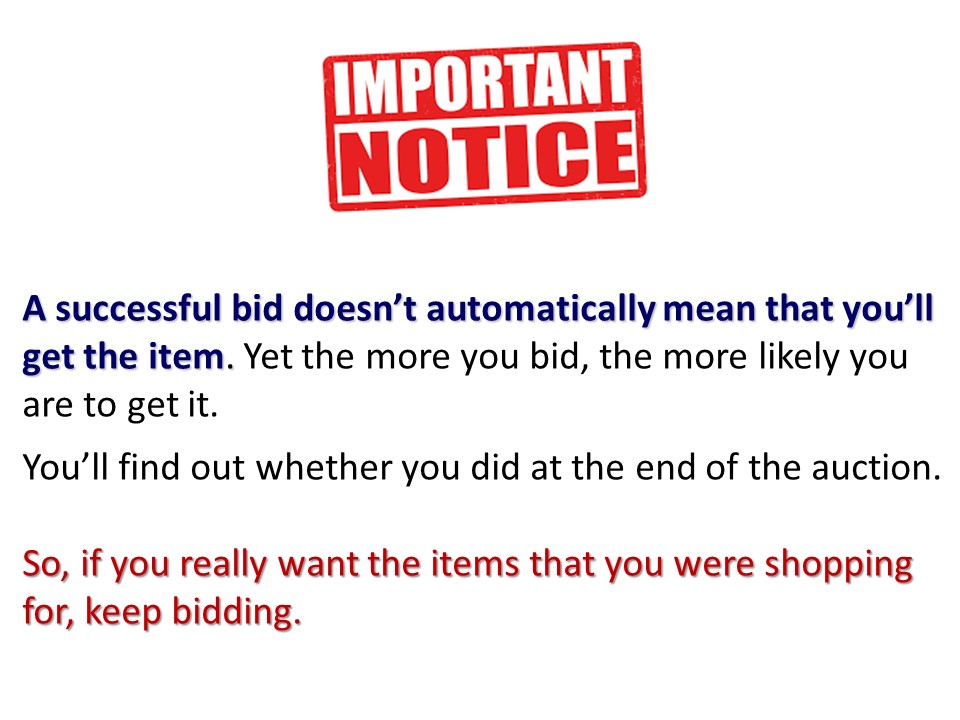 IMPORTANT
NOTICE
A successful bid doesn’t automatically mean that you’ll
get the item. Yet the more you bid, the more likely you
are to get it.
You’ll find out whether you did at the end of the auction.
So, if you really want the items that you were shopping
for, keep bidding.